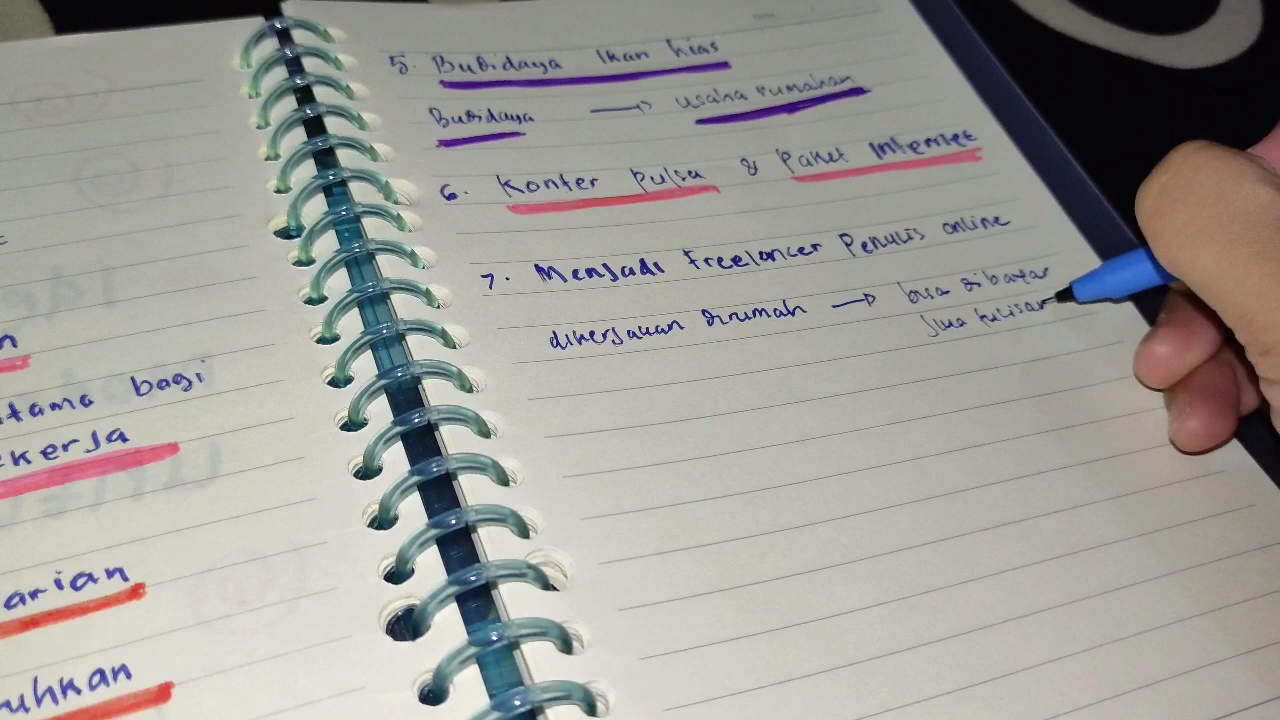 n
tama bagi
kerja
arian
uhkan
5. Budidaya Ikan hias
Budidaya → usaha rumahan
6. Konter Pulsa & Paket Internet
7. Menjadi Freelancer Penulis online
dikerjakan dirumah → bisa dibayar
jika tulisan